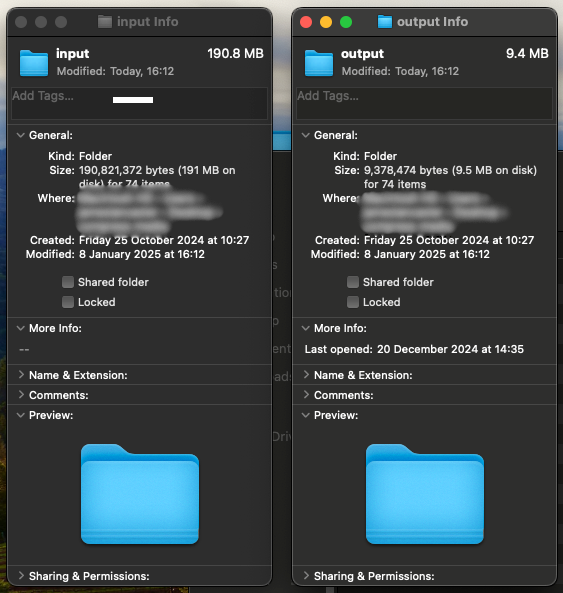 input Info
input 190.8 MB
Modified: Today, 16:12
Add Tags...
General:
Kind: Folder
Size: 190,821,372 bytes (191 MB on
disk) for 74 items
Where:
Created: Friday 25 October 2024 at 10:27
Modified: 8 January 2025 at 16:12
Shared folder
Locked
More Info:
--
Name & Extension:
Comments:
Preview:
Sharing & Permissions:
output Info
output 9.4 MB
Modified: Today, 16:12
Add Tags...
General:
Kind: Folder
Size: 9,378,474 bytes (9.5 MB on disk)
for 74 items
Where:
Created: Friday 25 October 2024 at 10:27
Modified: 8 January 2025 at 16:12
Shared folder
Locked
More Info:
Last opened: 20 December 2024 at 14:35
Name & Extension:
Comments:
Preview:
Sharing & Permissions: